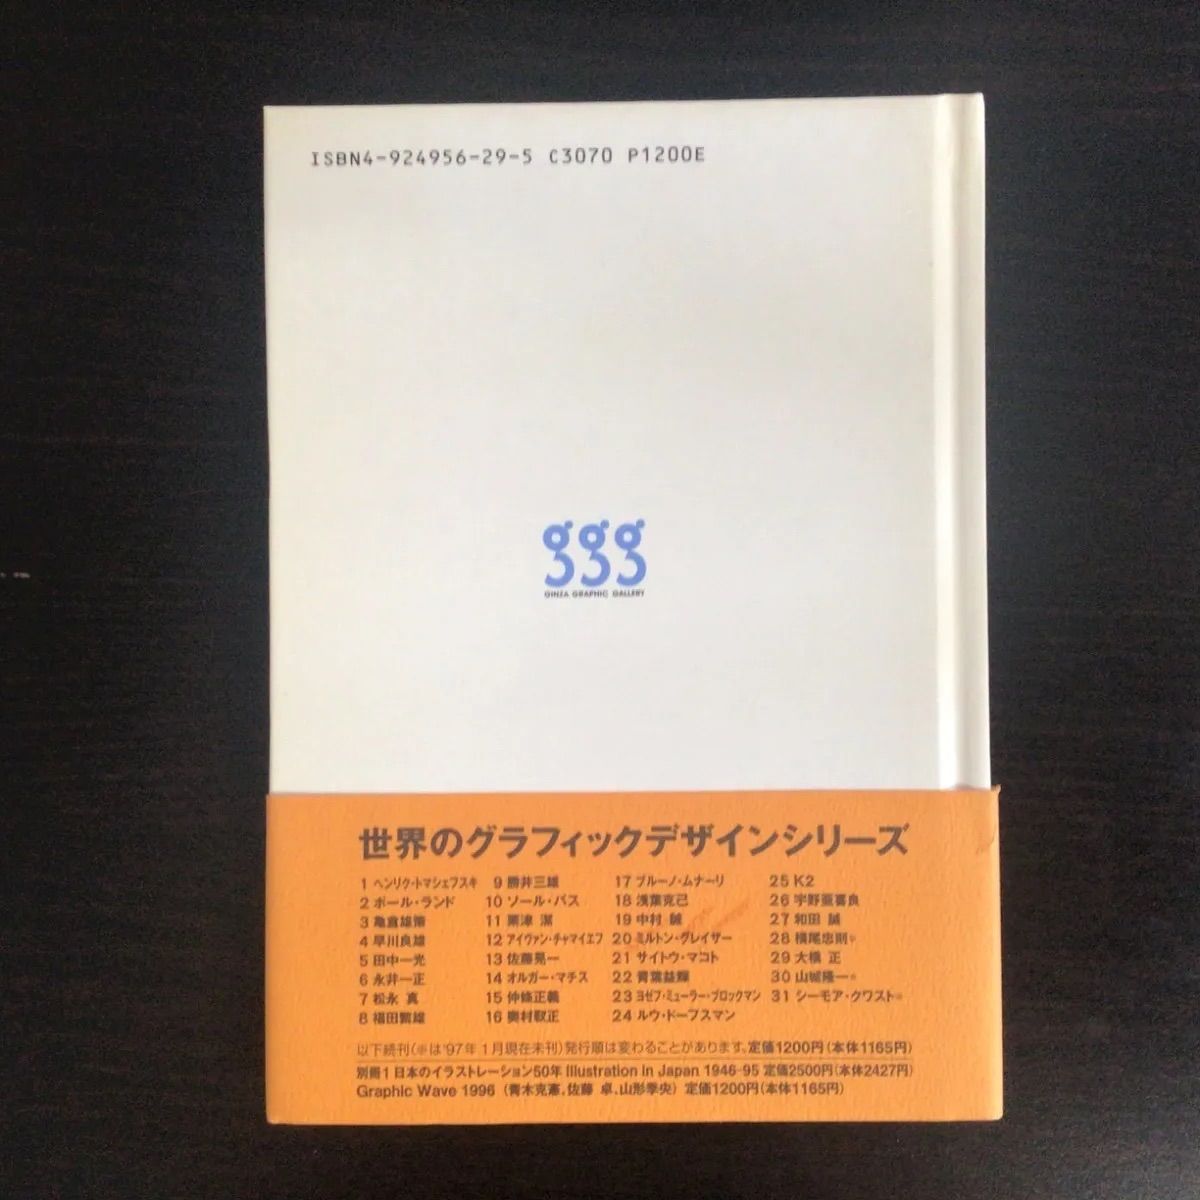 ISBN4-924956-29-5 C3070 P1200E
ggg
GINZA GRAPHIC GALLERY
世界のグラフィックデザインシリーズ
1 ヘンリク・トマシェフスキ
2 ポール・ランド
3 亀倉雄策
4 早川良雄
5 田中一光
6 永井一正
7 松永 真
8 福田繁雄
9 勝井三雄
10 ソール・バス
11 粟津 潔
12 アイヴァン・チャマイエフ
13 佐藤晃一
14 オルガー・マチス
15 仲條正義
16 奥村靫正
17 ブルーノ・ムナーリ
18 浅葉克己
19 中村 誠
20 ミルトン・グレイザー
21 サイトウ・マコト
22 青葉益輝
23 ヨゼフ・ミューラー・ブロックマン
24 ルウ・ドーフスマン
25 K2
26 宇野亜喜良
27 和田 誠
28 横尾忠則※
29 大橋 正
30 山城隆一※
31 シーモア・クワスト※
以下続刊(※は'97年1月現在未刊)発行順は変わることがあります。定価1200円(本体1165円)
別冊1 日本のイラストレーション50年 Illustration in Japan 1946-95 定価2500円(本体2427円)
Graphic Wave 1996 (青木克憲、佐藤 卓、山形季央) 定価1200円(本体1165円)